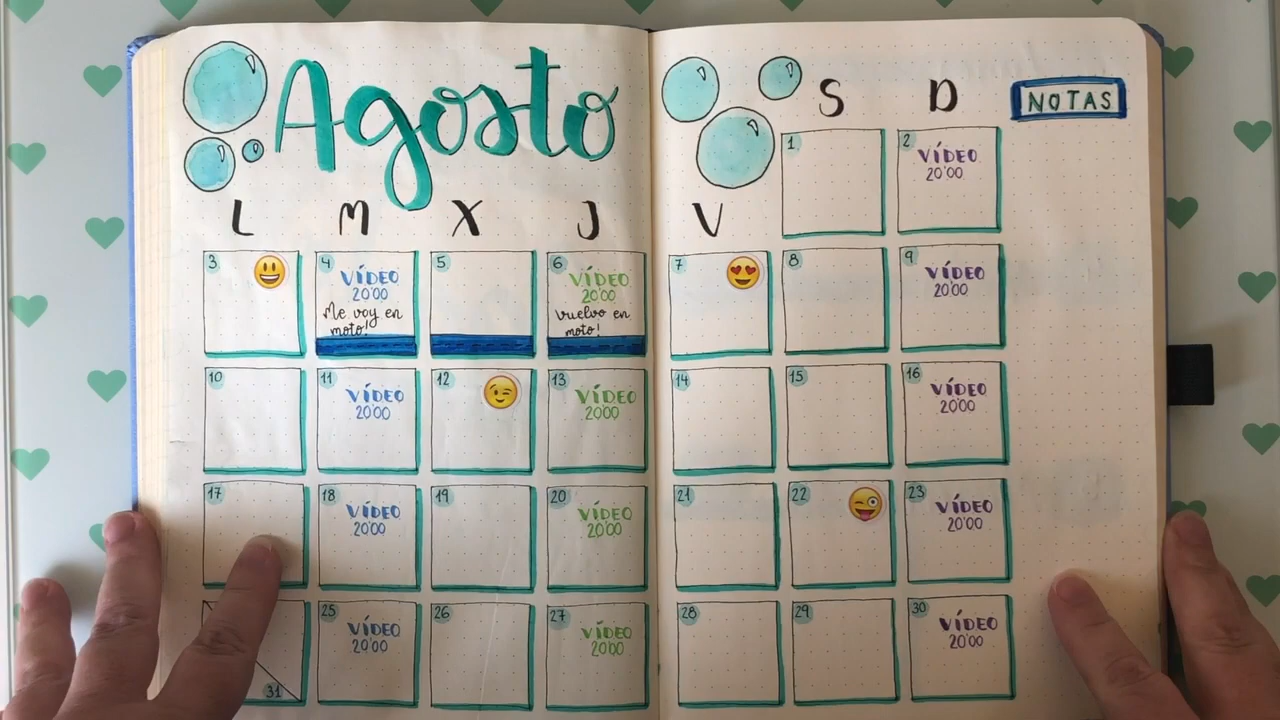 Agosto
S D NOTAS
L M X J V
1
2 VÍDEO
20'00
3
4 VÍDEO
20'00
Me voy en
moto!
5
6 VÍDEO
20'00
vuelvo en
moto!
7
8
9 VÍDEO
20'00
10
11 VÍDEO
20'00
12
13 VÍDEO
20'00
14
15
16 VÍDEO
20'00
17
18 VÍDEO
20'00
19
20 VÍDEO
20'00
21
22
23 VÍDEO
20'00
31
25 VÍDEO
20'00
26
27 VÍDEO
20'00
28
29
30 VÍDEO
20'00